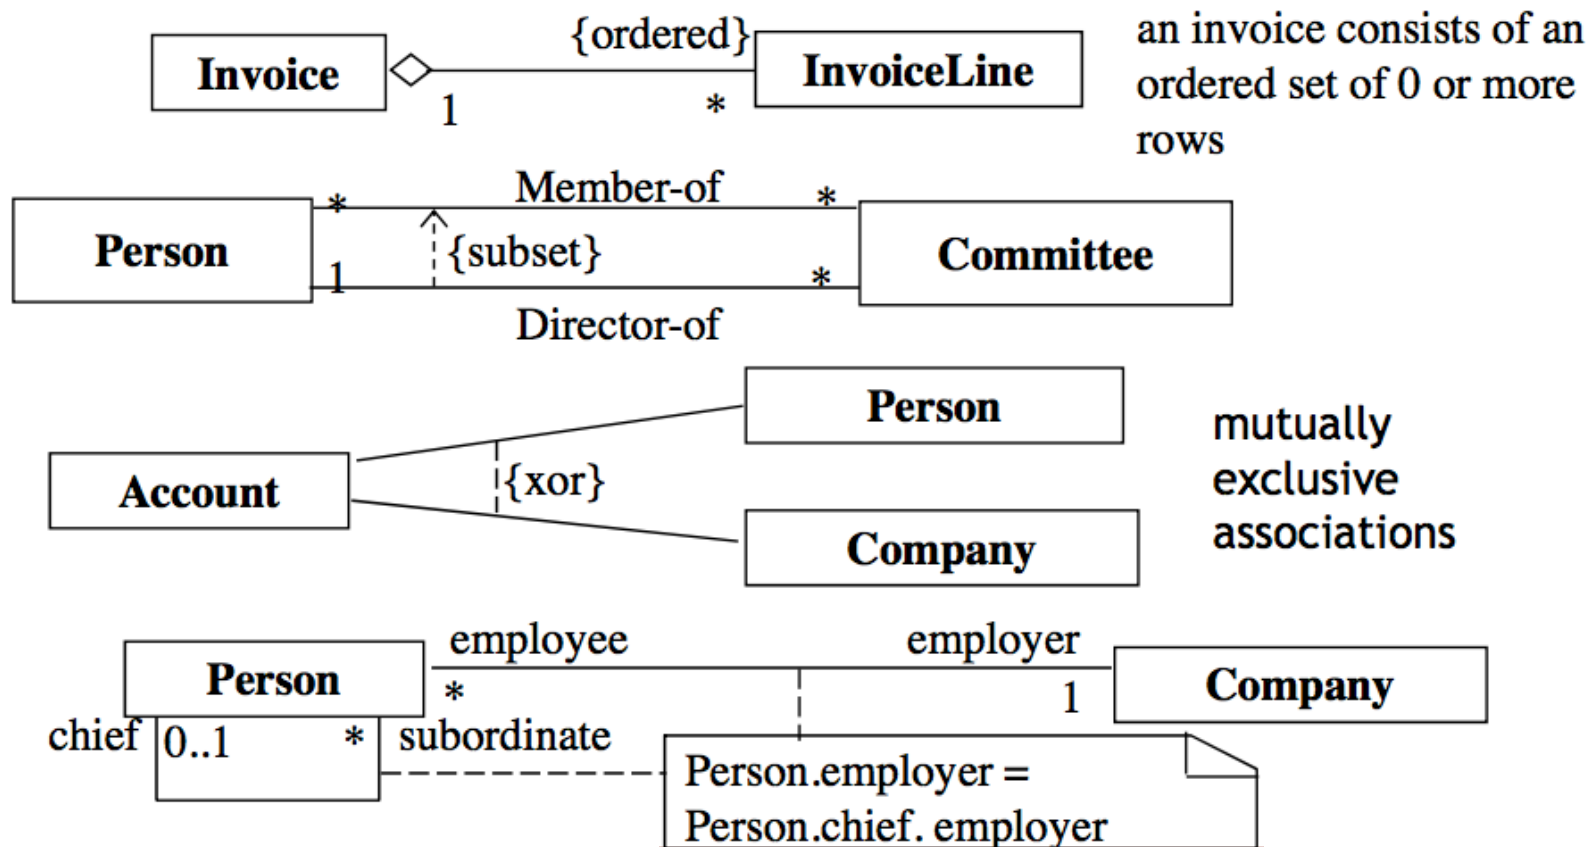 {ordered}
Invoice
InvoiceLine
1
*
an invoice consists of an
ordered set of 0 or more
rows
Member-of
*
*
Person
{subset}
Committee
1
*
Director-of
Person
Account
{xor}
Company
mutually
exclusive
associations
employee
employer
Person
*
1
Company
chief
0..1
*
subordinate
Person.employer =
Person.chief. employer